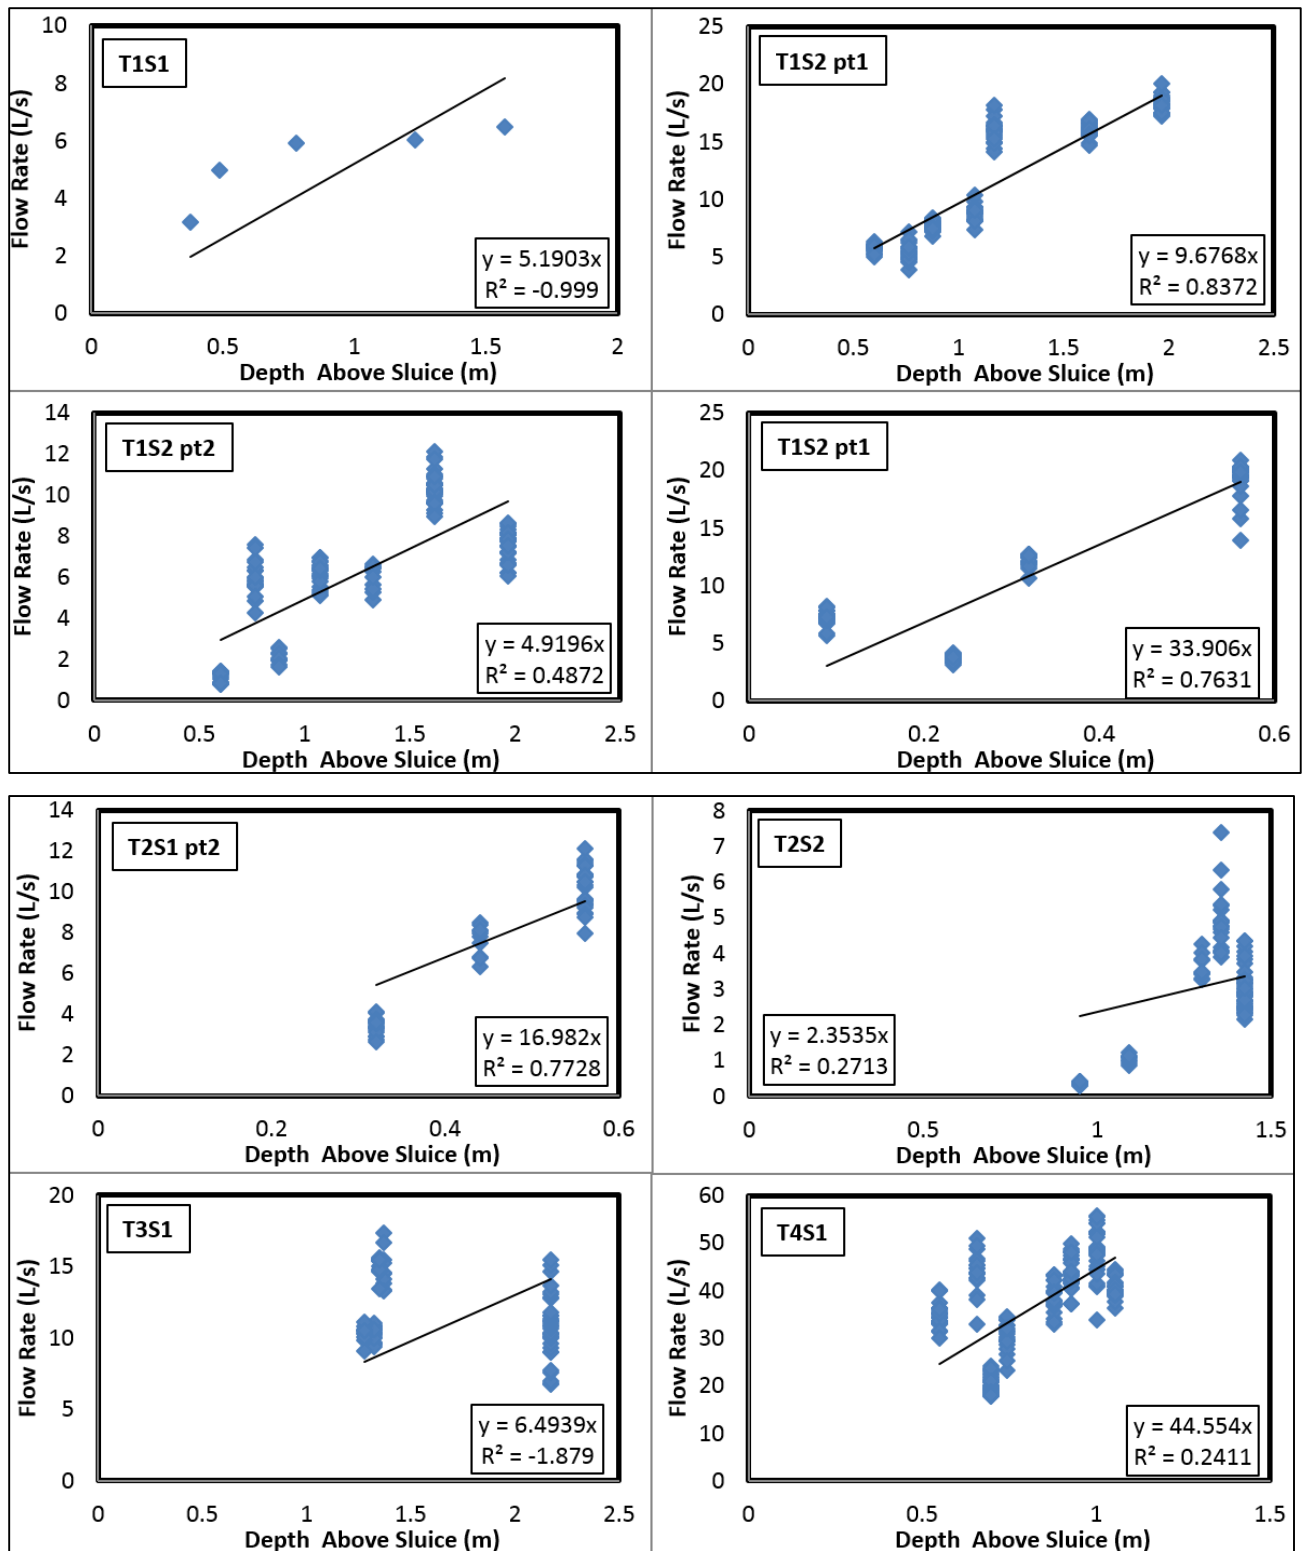 T1S1
Flow Rate (L/s)
10
8
6
4
2
0
y = 5.1903x
R² = -0.999
0 0.5 1 1.5 2
Depth Above Sluice (m)
T1S2 pt1
Flow Rate (L/s)
25
20
15
10
5
0
y = 9.6768x
R² = 0.8372
0 0.5 1 1.5 2 2.5
Depth Above Sluice (m)
T1S2 pt2
Flow Rate (L/s)
14
12
10
8
6
4
2
0
y = 4.9196x
R² = 0.4872
0 0.5 1 1.5 2 2.5
Depth Above Sluice (m)
T1S2 pt1
Flow Rate (L/s)
25
20
15
10
5
0
y = 33.906x
R² = 0.7631
0 0.2 0.4 0.6
Depth Above Sluice (m)
T2S1 pt2
Flow Rate (L/s)
14
12
10
8
6
4
2
0
y = 16.982x
R² = 0.7728
0 0.2 0.4 0.6
Depth Above Sluice (m)
T2S2
Flow Rate (L/s)
8
7
6
5
4
3
2
1
0
y = 2.3535x
R² = 0.2713
0 0.5 1 1.5
Depth Above Sluice (m)
T3S1
Flow Rate (L/s)
20
15
10
5
0
y = 6.4939x
R² = -1.879
0 0.5 1 1.5 2 2.5
Depth Above Sluice (m)
T4S1
Flow Rate (L/s)
60
50
40
30
20
10
0
y = 44.554x
R² = 0.2411
0 0.5 1 1.5
Depth Above Sluice (m)